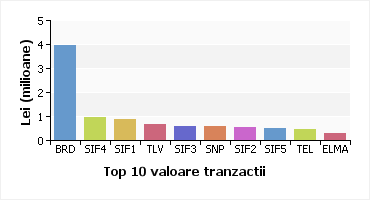 Lei (milioane)
5
4
3
2
1
0
BRD SIF4 SIF1 TLV SIF3 SNP SIF2 SIF5 TEL ELMA
Top 10 valoare tranzactii